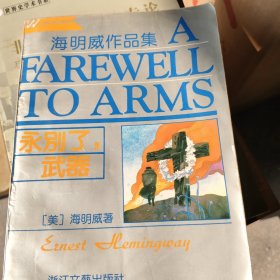 海明威作品集
A
FAREWELL
TO ARMS
永别了，
武器
[美]海明威著
Ernest Hemingway
浙江文艺出版社